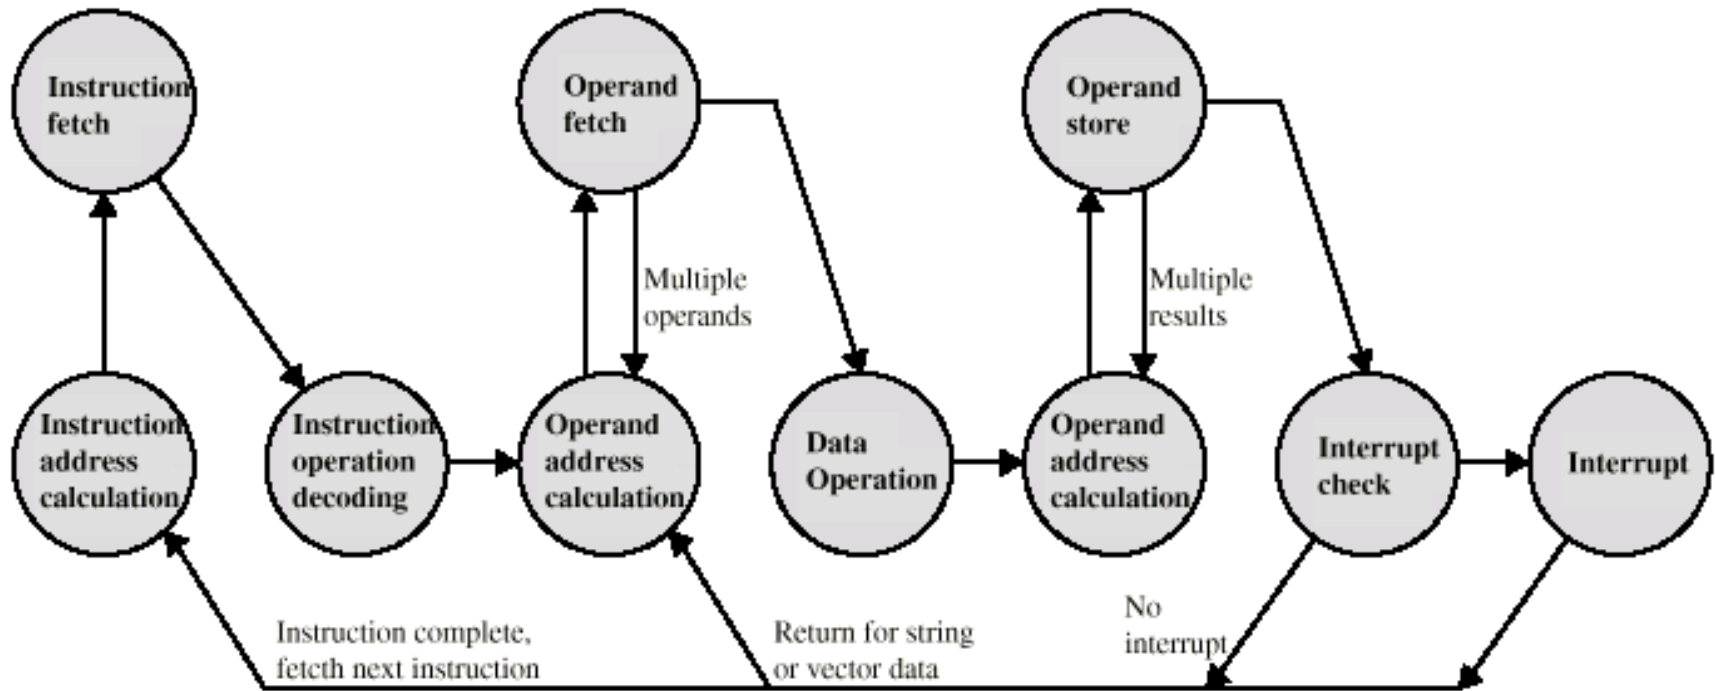 Instruction
fetch
Operand
fetch
Operand
store
Multiple
operands
Multiple
results
Instruction
address
calculation
Instruction
operation
decoding
Operand
address
calculation
Data
Operation
Operand
address
calculation
Interrupt
check
Interrupt
Instruction complete,
fetcth next instruction
Return for string
or vector data
No
interrupt